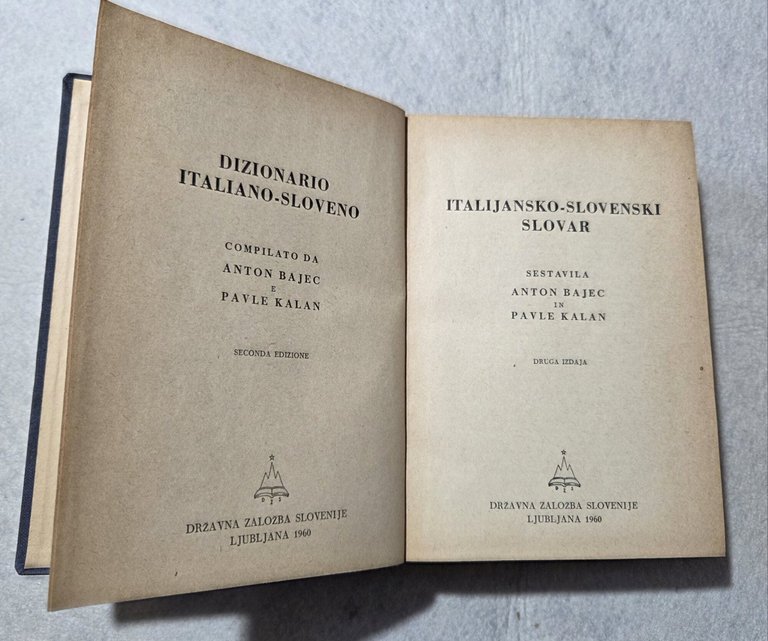 DIZIONARIO
ITALIANO-SLOVENO
COMPILATO DA
ANTON BAJEC
E
PAVLE KALAN
SECONDA EDIZIONE
D Z S
DRŽAVNA ZALOŽBA SLOVENIJE
LJUBLJANA 1960
ITALIJANSKO-SLOVENSKI
SLOVAR
SESTAVILA
ANTON BAJEC
IN
PAVLE KALAN
DRUGA IZDAJA
D Z S
DRŽAVNA ZALOŽBA SLOVENIJE
LJUBLJANA 1960